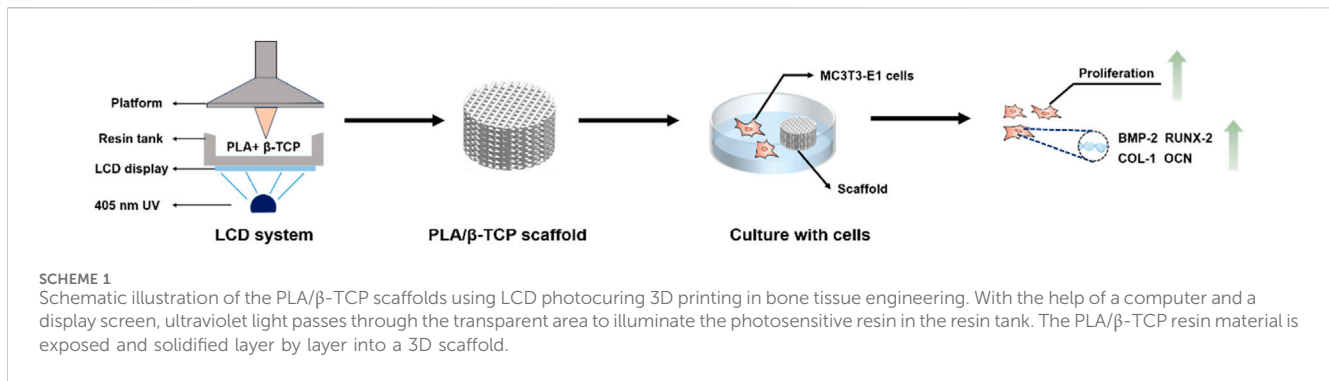 Platform
Resin tank
PLA+ β-TCP
LCD display
405 nm UV
LCD system
PLA/β-TCP scaffold
MC3T3-E1 cells
Scaffold
Culture with cells
Proliferation
BMP-2 RUNX-2
COL-1 OCN
SCHEME 1
Schematic illustration of the PLA/β-TCP scaffolds using LCD photocuring 3D printing in bone tissue engineering. With the help of a computer and a
display screen, ultraviolet light passes through the transparent area to illuminate the photosensitive resin in the resin tank. The PLA/β-TCP resin material is
exposed and solidified layer by layer into a 3D scaffold.